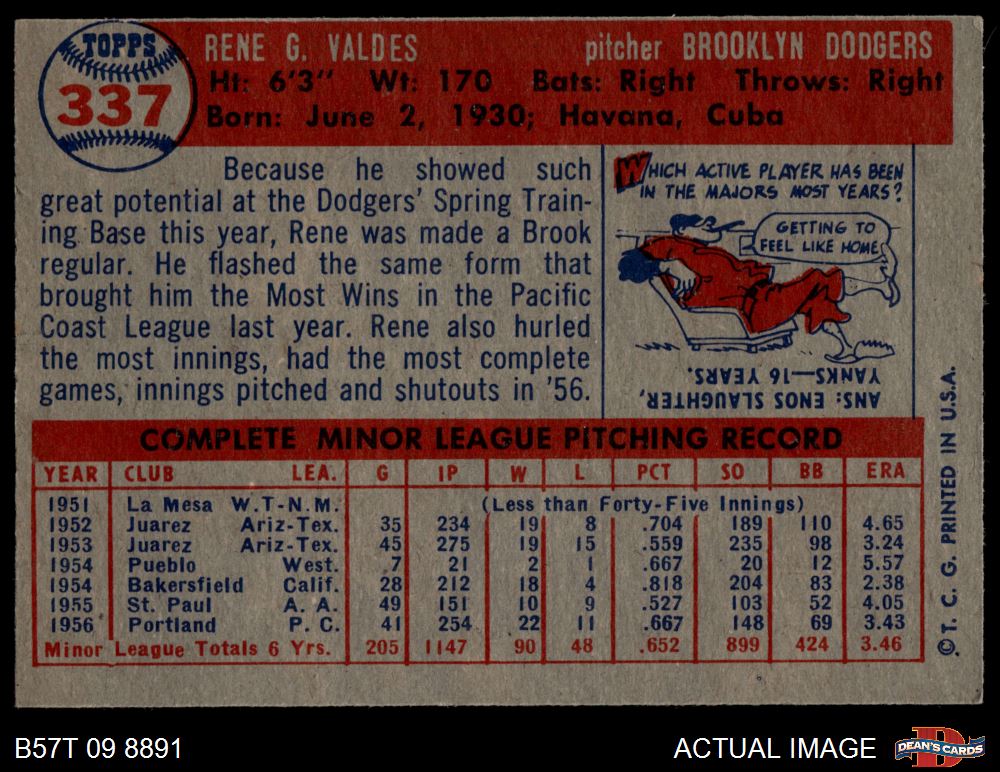 TOPPS
337
RENE G. VALDES pitcher BROOKLYN DODGERS
Ht: 6'3" Wt: 170 Bats: Right Throws: Right
Born: June 2, 1930; Havana, Cuba
Because he showed such
great potential at the Dodgers' Spring Train-
ing Base this year, Rene was made a Brook
regular. He flashed the same form that
brought him the Most Wins in the Pacific
Coast League last year. Rene also hurled
the most innings, had the most complete
games, innings pitched and shutouts in '56.
WHICH ACTIVE PLAYER HAS BEEN
IN THE MAJORS MOST YEARS?
GETTING TO
FEEL LIKE HOME
ANS: ENOS SLAUGHTER,
YANKS—16 YEARS.
COMPLETE MINOR LEAGUE PITCHING RECORD
YEAR CLUB LEA. G IP W L PCT SO BB ERA
1951 La Mesa W.T-N.M. (Less than Forty-Five Innings)
1952 Juarez Ariz-Tex. 35 234 19 8 .704 189 110 4.65
1953 Juarez Ariz-Tex. 45 275 19 15 .559 235 98 3.24
1954 Pueblo West. 7 21 2 1 .667 20 12 5.57
1954 Bakersfield Calif. 28 212 18 4 .818 204 83 2.38
1955 St. Paul A. A. 49 151 10 9 .527 103 52 4.05
1956 Portland P. C. 41 254 22 11 .667 148 69 3.43
Minor League Totals 6 Yrs. 205 1147 90 48 .652 899 424 3.46
©T. C. G. PRINTED IN U.S.A.
B57T 09 8891 ACTUAL IMAGE
D
DEAN'S CARDS